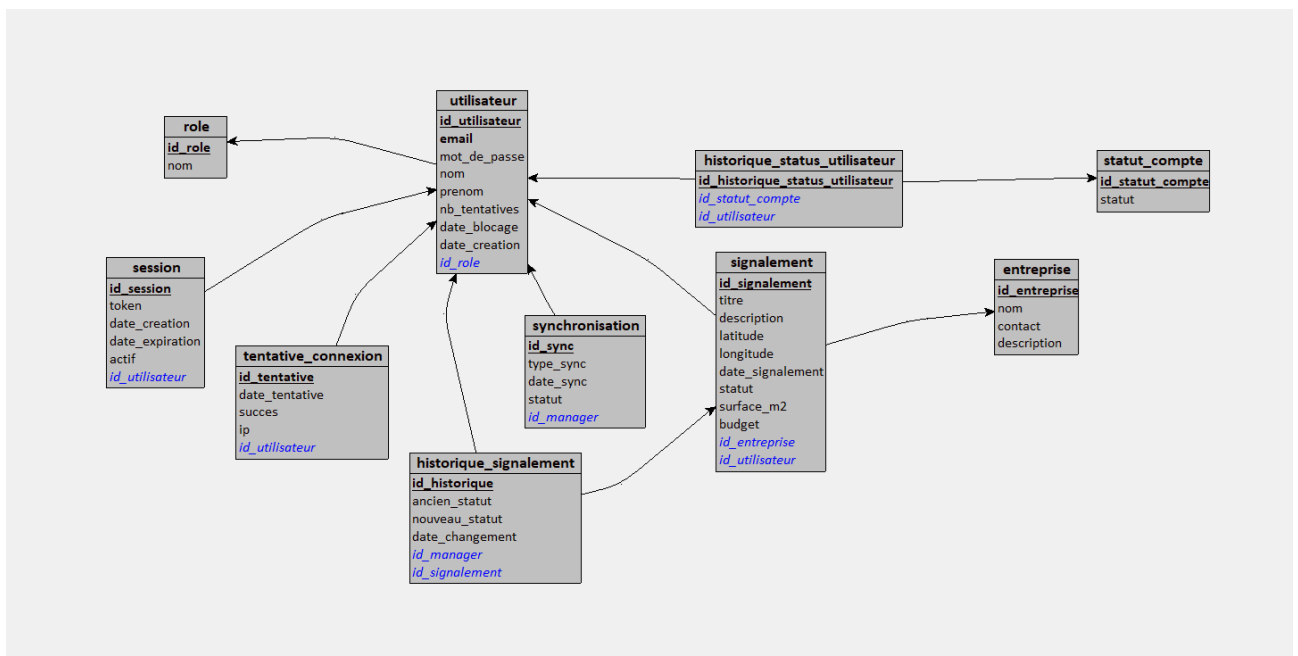 role
id_role
nom
utilisateur
id_utilisateur
email
mot_de_passe
nom
prenom
nb_tentatives
date_blocage
date_creation
id_role
historique_status_utilisateur
id_historique_status_utilisateur
id_statut_compte
id_utilisateur
statut_compte
id_statut_compte
statut
session
id_session
token
date_creation
date_expiration
actif
id_utilisateur
tentative_connexion
id_tentative
date_tentative
succes
ip
id_utilisateur
synchronisation
id_sync
type_sync
date_sync
statut
id_manager
signalement
id_signalement
titre
description
latitude
longitude
date_signalement
statut
surface_m2
budget
id_entreprise
id_utilisateur
entreprise
id_entreprise
nom
contact
description
historique_signalement
id_historique
ancien_statut
nouveau_statut
date_changement
id_manager
id_signalement